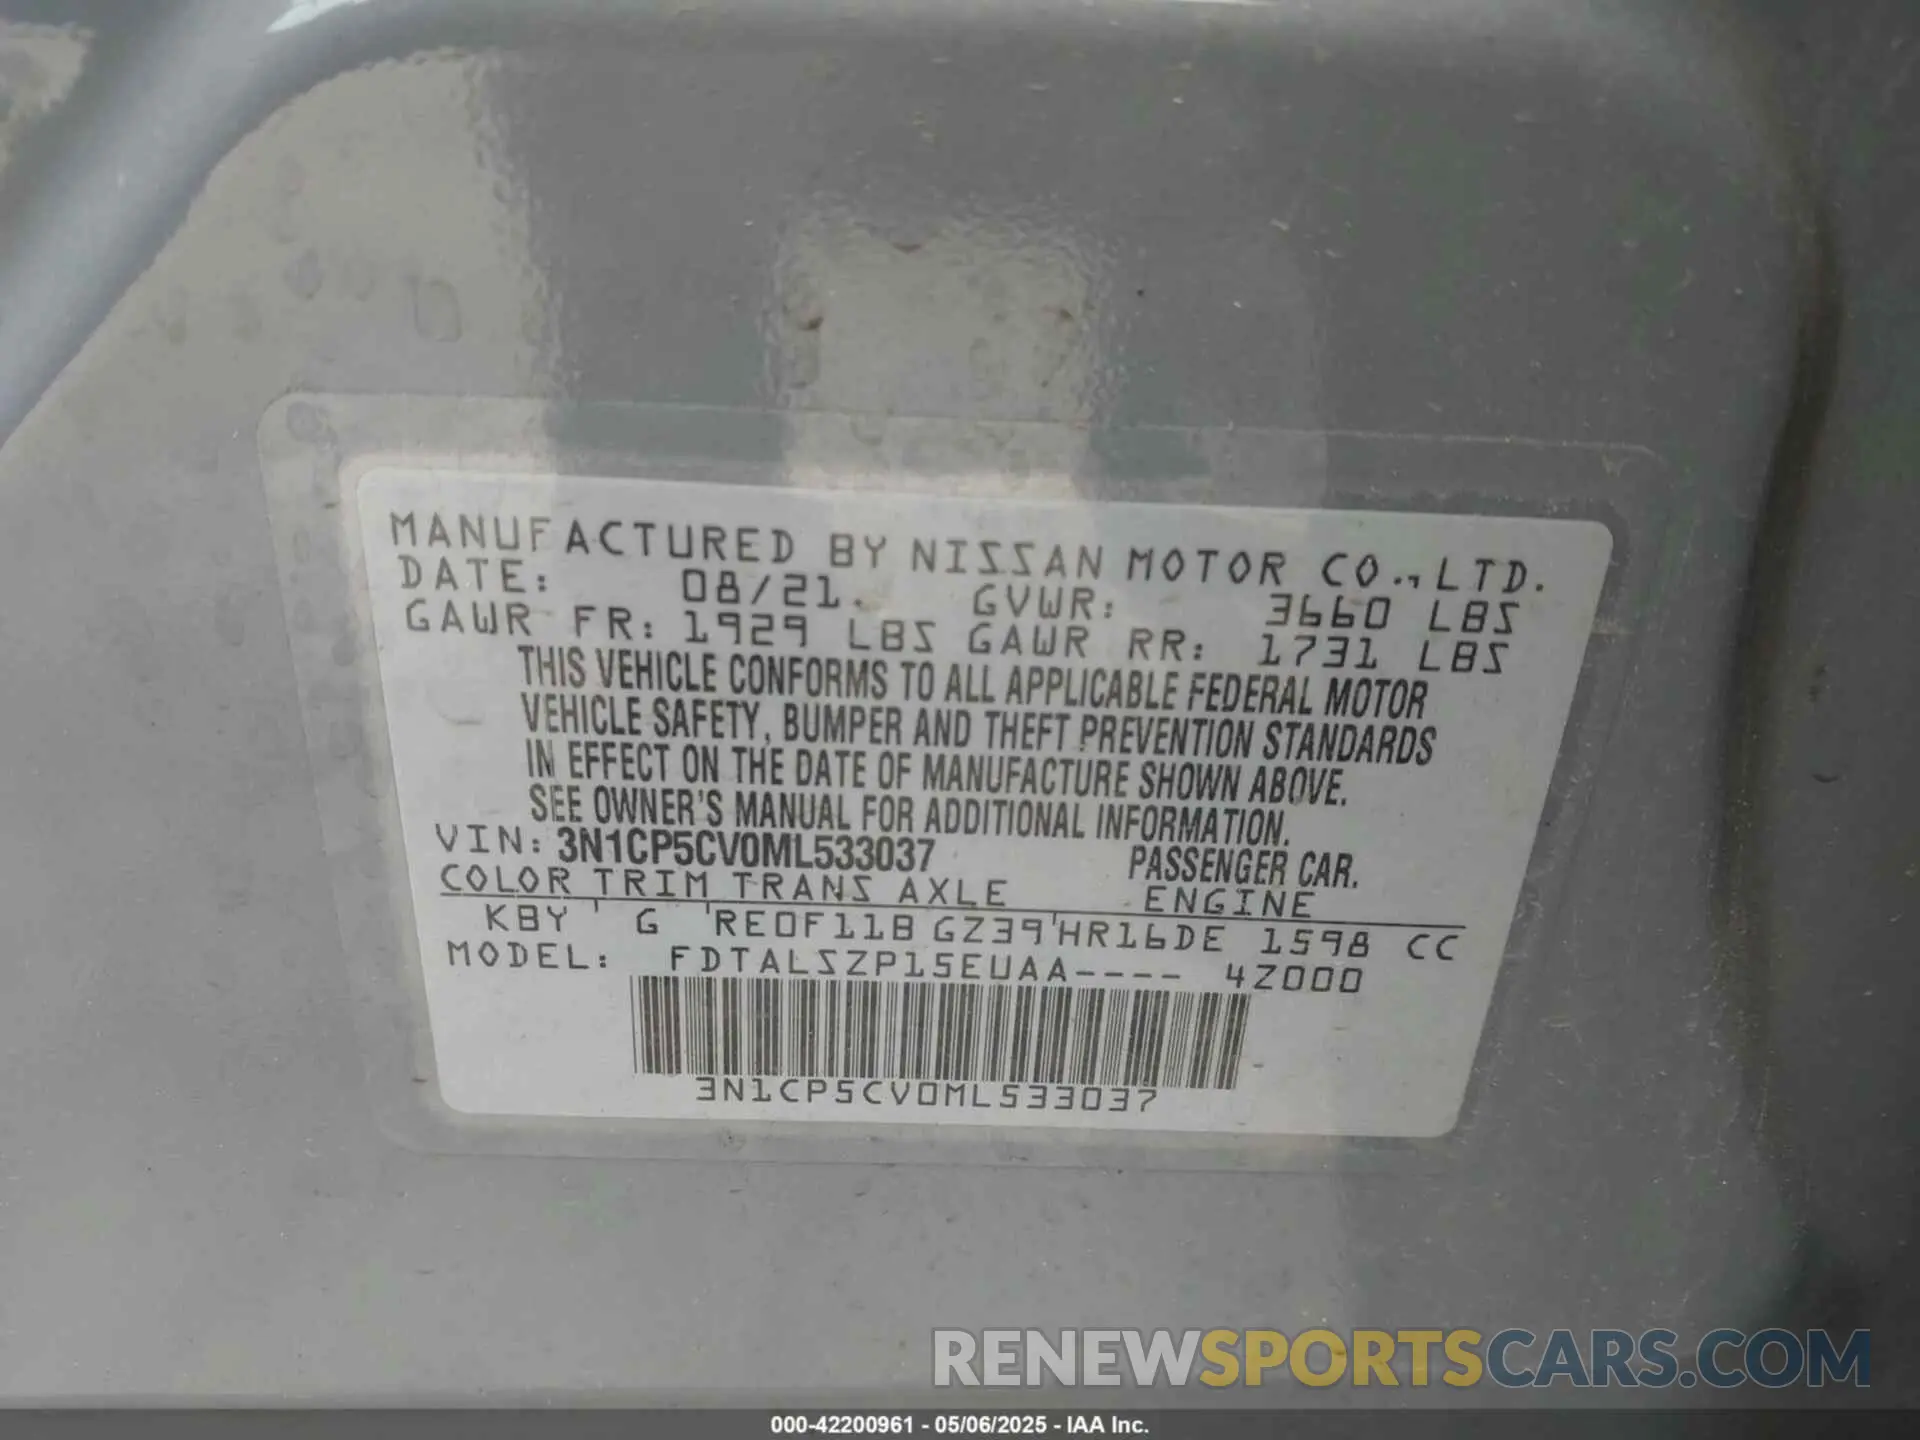 MANUFACTURED BY NISSAN MOTOR CO., LTD.
DATE: 08/21. GVWR: 3660 LBS
GAWR FR: 1929 LBS GAWR RR: 1731 LBS
THIS VEHICLE CONFORMS TO ALL APPLICABLE FEDERAL MOTOR
VEHICLE SAFETY, BUMPER AND THEFT PREVENTION STANDARDS
IN EFFECT ON THE DATE OF MANUFACTURE SHOWN ABOVE.
SEE OWNER'S MANUAL FOR ADDITIONAL INFORMATION.
VIN: 3N1CP5CV0ML533037 PASSENGER CAR.
COLOR TRIM TRANS AXLE ENGINE
KBY G RE0F11B GZ39 HR16DE 1598 CC
MODEL: FDTALSZP15EUAA---- 4Z000
3N1CP5CV0ML533037
RENEWSPORTSCARS.COM
000-42200961 - 05/06/2025 - IAA Inc.